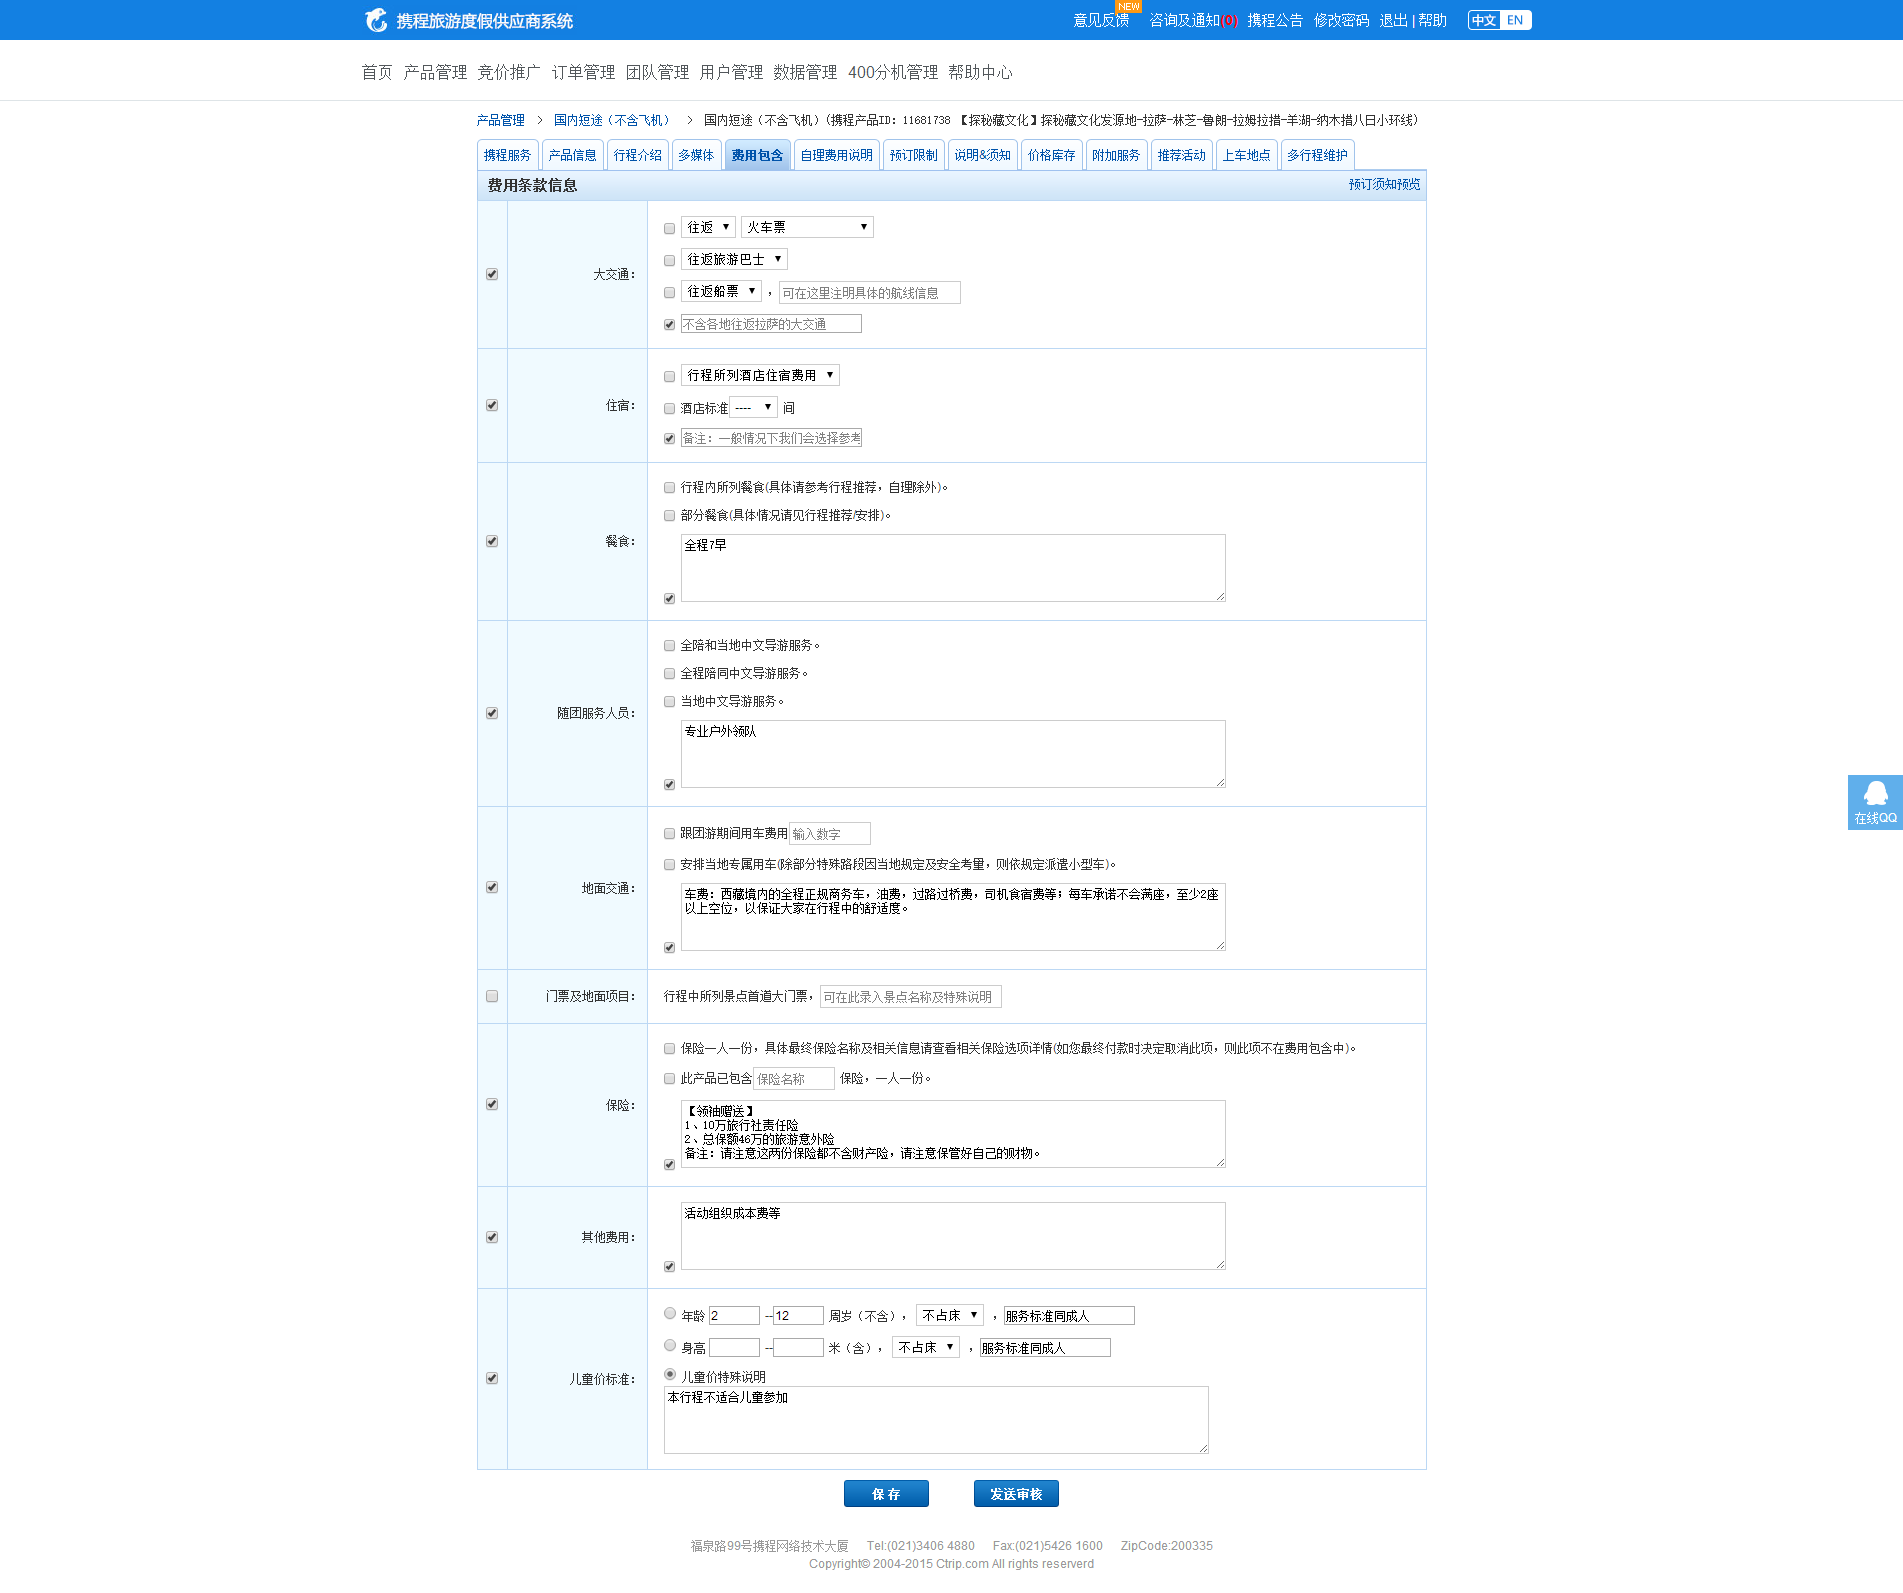 携程旅游度假供应商系统
意见反馈 NEW 咨询及通知(0) 携程公告 修改密码 退出 | 帮助 中文 EN
首页 产品管理 竞价推广 订单管理 团队管理 用户管理 数据管理 400分机管理 帮助中心
产品管理 > 国内短途（不含飞机） > 国内短途（不含飞机）(携程产品ID: 11681738 【探秘藏文化】探秘藏文化发源地-拉萨-林芝-鲁朗-拉姆拉措-羊湖-纳木措八日小环线)
携程服务 产品信息 行程介绍 多媒体 费用包含 自理费用说明 预订限制 说明&须知 价格库存 附加服务 推荐活动 上车地点 多行程维护
费用条款信息 预订须知预览
往返 火车票
往返旅游巴士
大交通：
往返船票 ，可在这里注明具体的航线信息
不含各地往返拉萨的大交通
行程所列酒店住宿费用
住宿： 酒店标准 ---- 间
备注：一般情况下我们会选择参考
行程内所列餐食(具体请参考行程推荐，自理除外)。
部分餐食(具体情况请见行程推荐/安排)。
餐食： 全程7早
全陪和当地中文导游服务。
全程陪同中文导游服务。
当地中文导游服务。
随团服务人员： 专业户外领队
跟团游期间用车费用 输入数字
安排当地专属用车(除部分特殊路段因当地规定及安全考量，则依规定派遣小型车)。
地面交通： 车费：西藏境内的全程正规商务车，油费，过路过桥费，司机食宿费等；每车承诺不会满座，至少2座
以上空位，以保证大家在行程中的舒适度。
门票及地面项目： 行程中所列景点首道大门票，可在此录入景点名称及特殊说明
保险一人一份，具体最终保险名称及相关信息请查看相关保险选项详情(如您最终付款时决定取消此项，则此项不在费用包含中)。
此产品已包含 保险名称 保险，一人一份。
保险： 【领袖赠送】
1、10万旅行社责任险
2、总保额46万的旅游意外险
备注：请注意这两份保险都不含财产险，请注意保管好自己的财物。
其他费用： 活动组织成本费等
年龄 2 --12 周岁（不含）， 不占床 ，服务标准同成人
身高 -- 米（含）， 不占床 ，服务标准同成人
儿童价标准： 儿童价特殊说明
本行程不适合儿童参加
保 存 发送审核
在线QQ
福泉路99号携程网络技术大厦 Tel:(021)3406 4880 Fax:(021)5426 1600 ZipCode:200335
Copyright© 2004-2015 Ctrip.com All rights reserverd